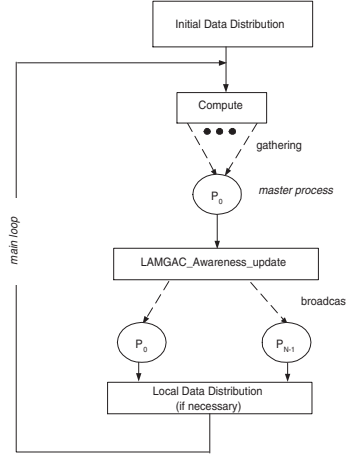 Initial Data Distribution
Compute
gathering
P0
master process
main loop
LAMGAC_Awareness_update
broadcas
P0
PN-1
Local Data Distribution
(if necessary)